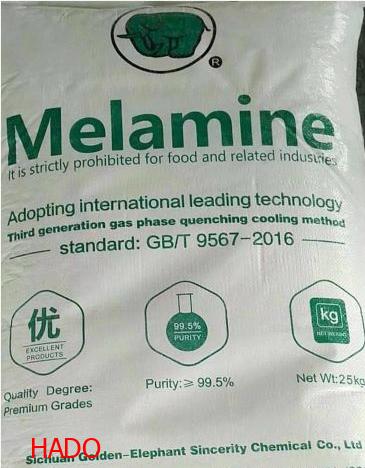 ®
Melamine
It is strictly prohibited for food and related industries
Adopting international leading technology
Third generation gas phase quenching cooling method
standard: GB/T 9567-2016
优 99.5% kg
EXCELLENT PURITY NET WEIGHT
PRODUCTS
Quality Degree: Purity:≥ 99.5% Net Wt:25kg
Premium Grades
HADO
Sichuan Golden-Elephant Sincerity Chemical Co., Ltd